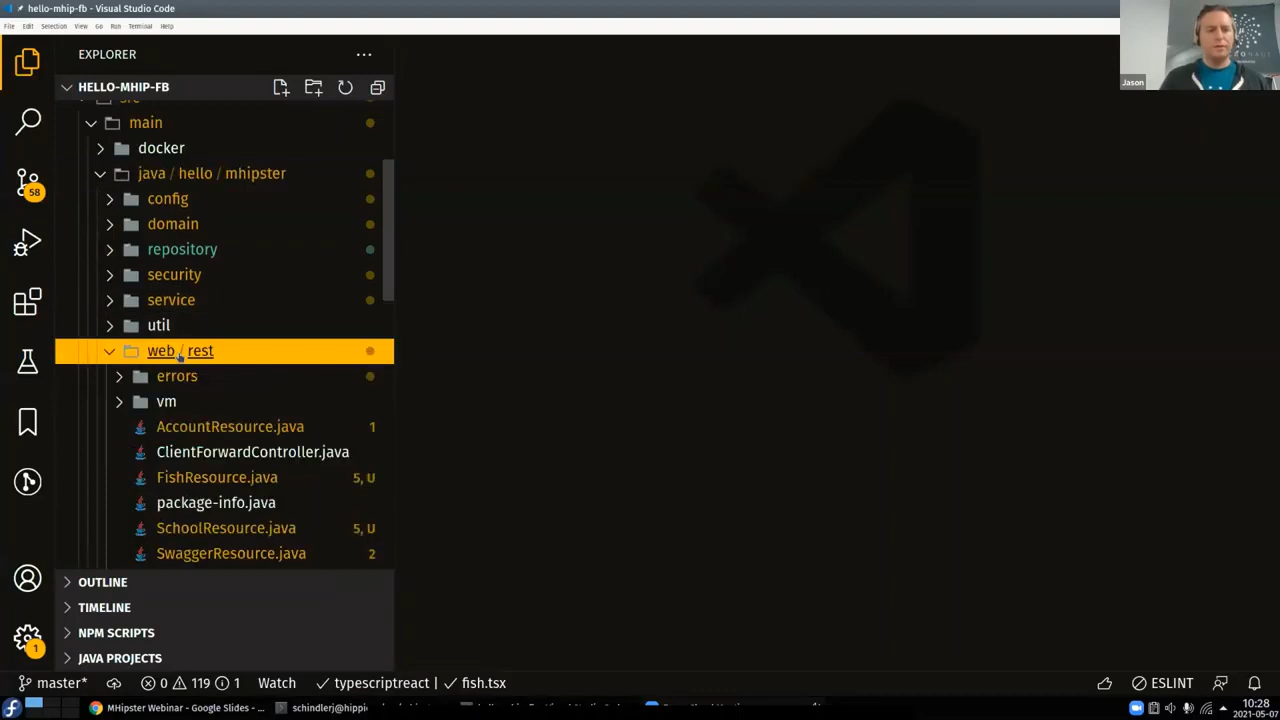 hello-mhip-fb - Visual Studio Code
File Edit Selection View Go Run Terminal Help
EXPLORER
HELLO-MHIP-FB
src
main
docker
java / hello / mhipster
config
domain
repository
security
service
58
util
web / rest
errors
vm
AccountResource.java 1
ClientForwardController.java
FishResource.java 5, U
package-info.java
SchoolResource.java 5, U
SwaggerResource.java 2
OUTLINE
TIMELINE
NPM SCRIPTS
1
JAVA PROJECTS
master* 0 119 1 Watch typescriptreact | fish.tsx ESLINT
MHipster Webinar - Google Slides - ... schindlerj@hippi
10:28
2021-05-07
Jason